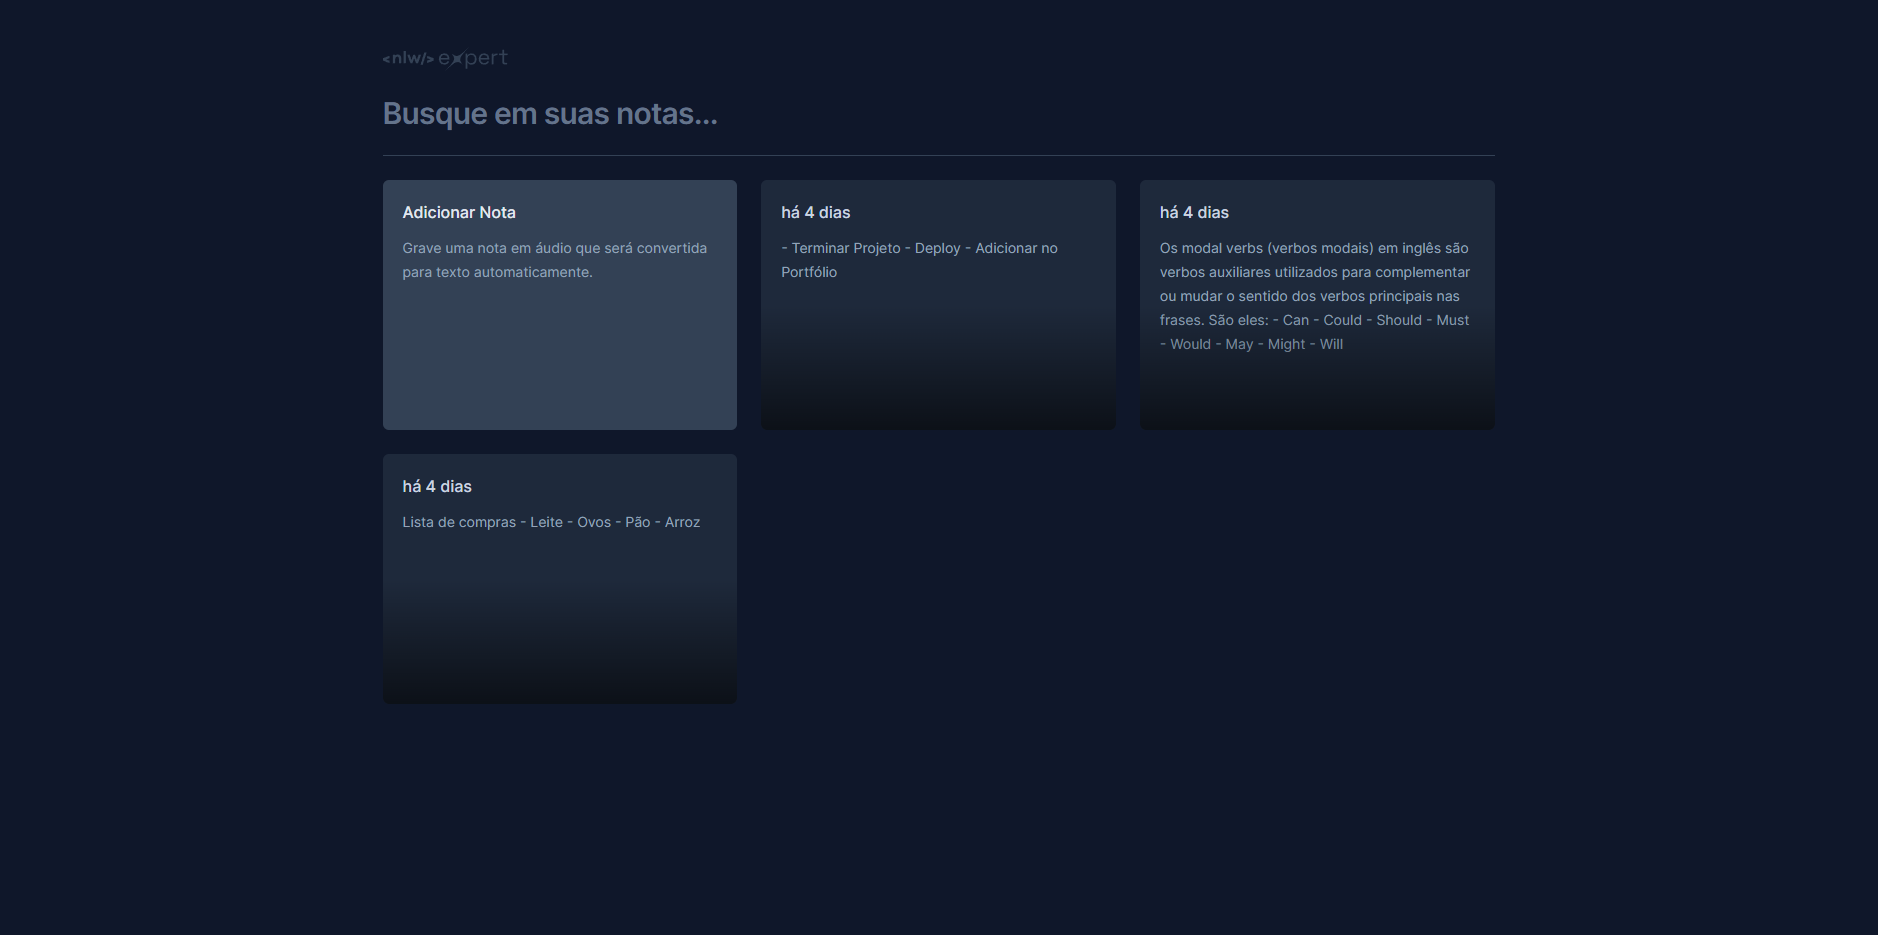 <nlw/> expert
Busque em suas notas...
Adicionar Nota
Grave uma nota em áudio que será convertida
para texto automaticamente.
há 4 dias
- Terminar Projeto - Deploy - Adicionar no
Portfólio
há 4 dias
Os modal verbs (verbos modais) em inglês são
verbos auxiliares utilizados para complementar
ou mudar o sentido dos verbos principais nas
frases. São eles: - Can - Could - Should - Must
- Would - May - Might - Will
há 4 dias
Lista de compras - Leite - Ovos - Pão - Arroz